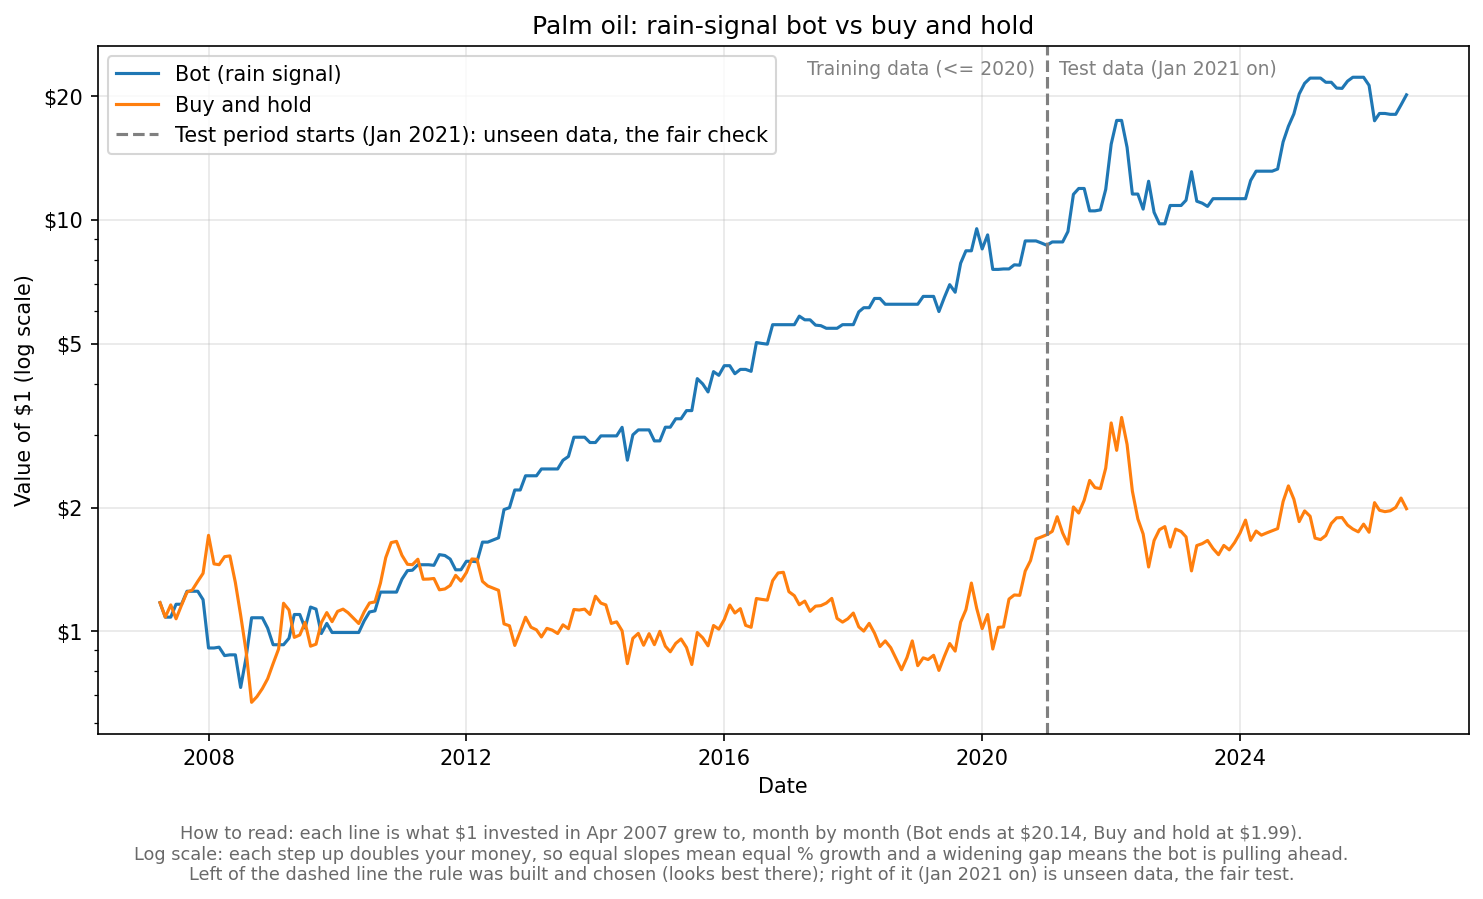 Palm oil: rain-signal bot vs buy and hold
Bot (rain signal)
Buy and hold
Test period starts (Jan 2021): unseen data, the fair check
Training data (<= 2020)
Test data (Jan 2021 on)
Value of $1 (log scale)
$20
$10
$5
$2
$1
2008
2012
2016
2020
2024
Date
How to read: each line is what $1 invested in Apr 2007 grew to, month by month (Bot ends at $20.14, Buy and hold at $1.99).
Log scale: each step up doubles your money, so equal slopes mean equal % growth and a widening gap means the bot is pulling ahead.
Left of the dashed line the rule was built and chosen (looks best there); right of it (Jan 2021 on) is unseen data, the fair test.